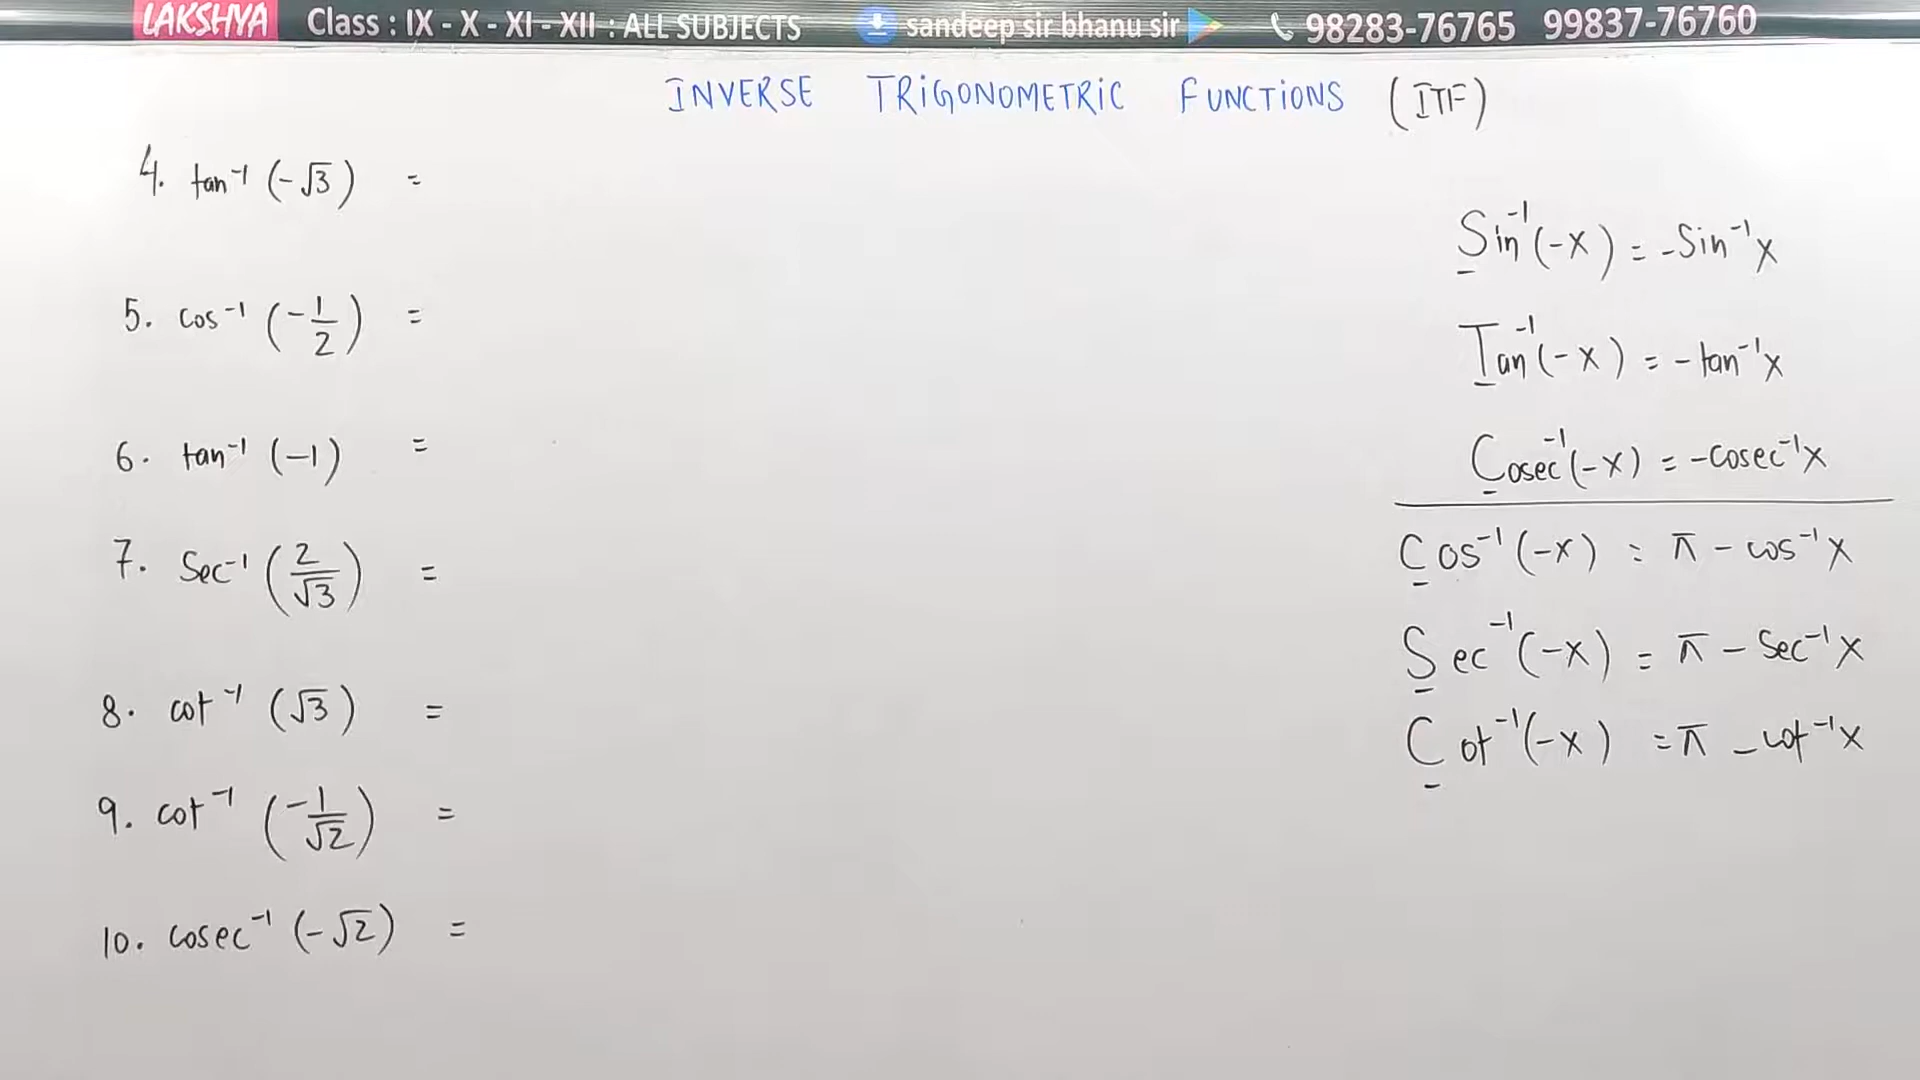 LAKSHYA Class : IX - X - XI - XII : ALL SUBJECTS sandeep sir bhanu sir 98283-76765 99837-76760
INVERSE TRIGONOMETRIC FUNCTIONS (ITF)
4. tan⁻¹ (-√3) =
5. cos⁻¹ (-1/2) =
6. tan⁻¹ (-1) =
7. Sec⁻¹ (2/√3) =
8. cot⁻¹ (√3) =
9. cot⁻¹ (-1/√2) =
10. cosec⁻¹ (-√2) =
Sin⁻¹(-x) = -Sin⁻¹x
Tan⁻¹(-x) = -tan⁻¹x
Cosec⁻¹(-x) = -cosec⁻¹x
Cos⁻¹(-x) = π - cos⁻¹x
Sec⁻¹(-x) = π - Sec⁻¹x
Cot⁻¹(-x) = π - cot⁻¹x